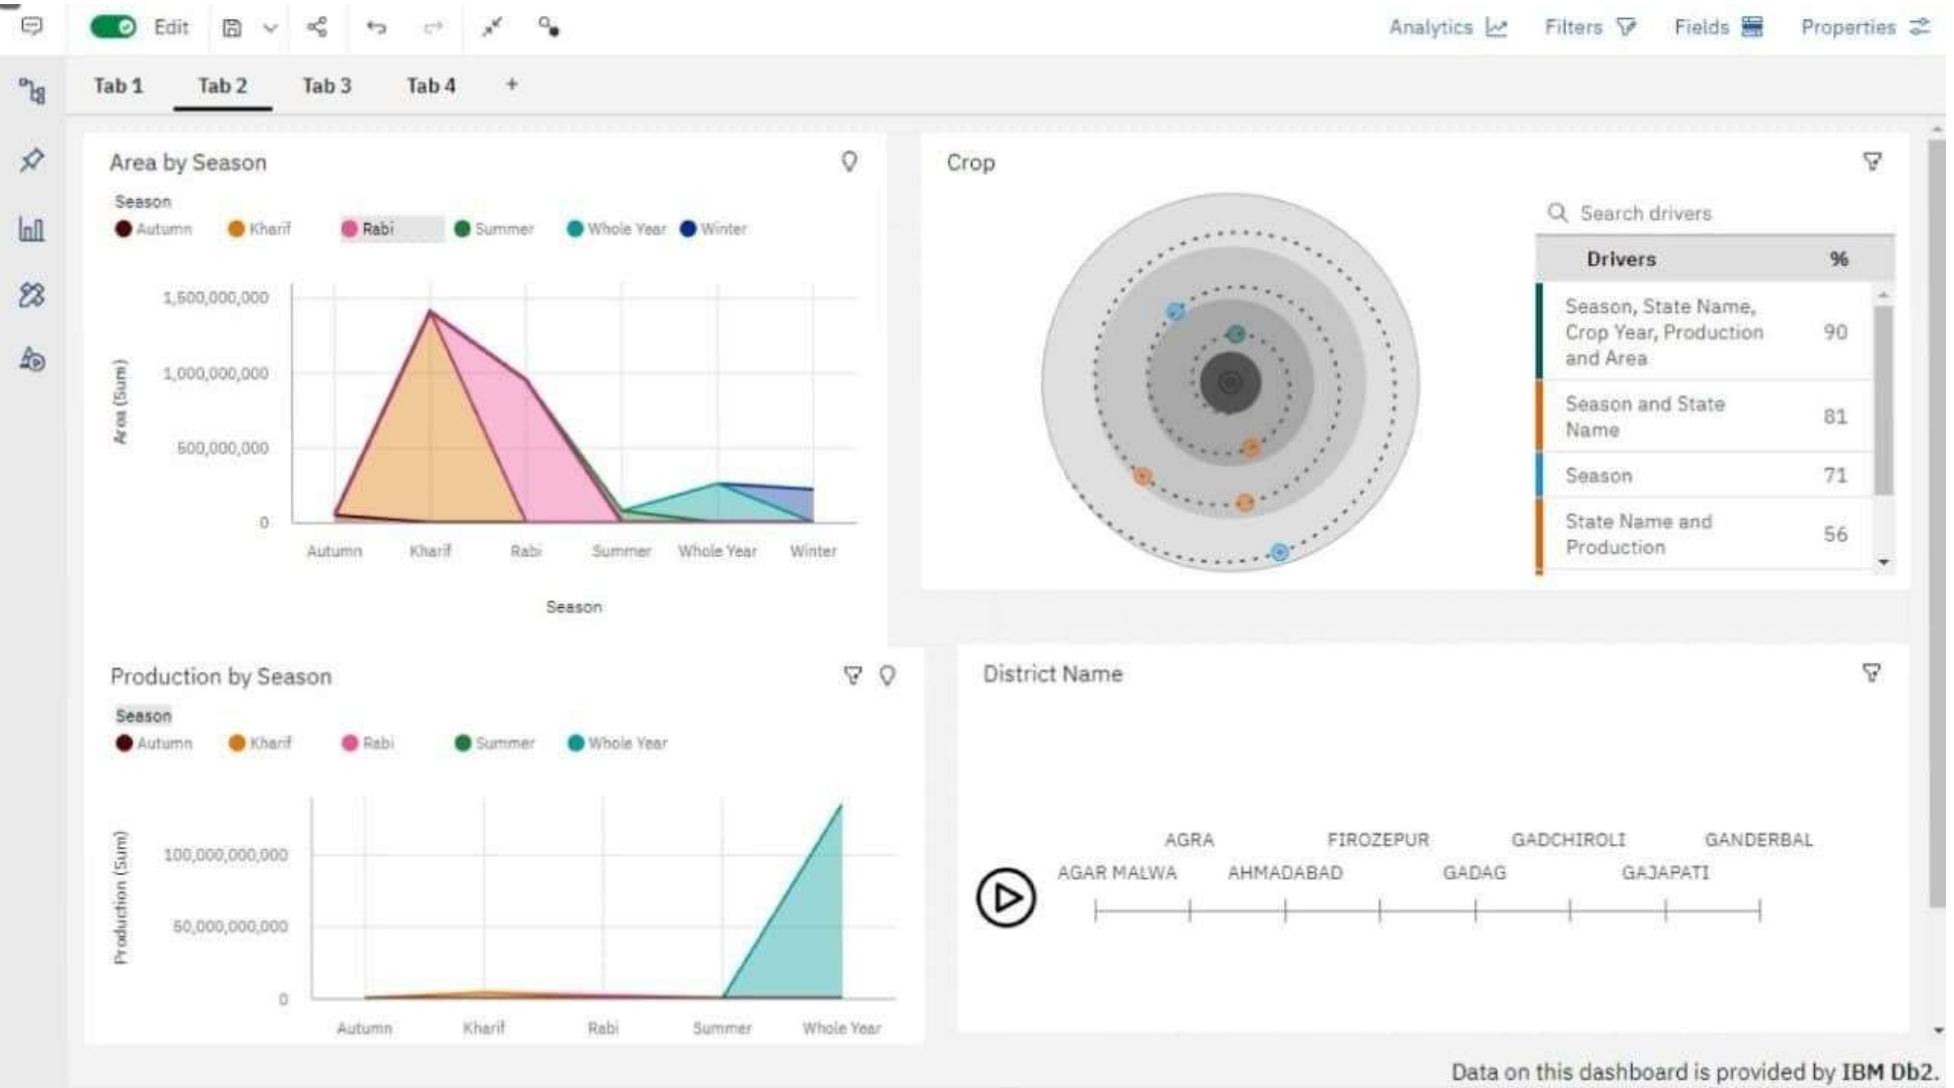 Edit
Analytics
Filters
Fields
Properties
Tab 1
Tab 2
Tab 3
Tab 4
+
Area by Season
Season
Autumn
Kharif
Rabi
Summer
Whole Year
Winter
Area (Sum)
1,500,000,000
1,000,000,000
500,000,000
0
Autumn
Kharif
Rabi
Summer
Whole Year
Winter
Season
Crop
Search drivers
Drivers %
Season, State Name,
Crop Year, Production 90
and Area
Season and State
Name 81
Season 71
State Name and
Production 56
Production by Season
Season
Autumn
Kharif
Rabi
Summer
Whole Year
Production (Sum)
100,000,000,000
50,000,000,000
0
Autumn
Kharif
Rabi
Summer
Whole Year
District Name
AGRA FIROZEPUR GADCHIROLI GANDERBAL
AGAR MALWA AHMADABAD GADAG GAJAPATI
Data on this dashboard is provided by IBM Db2.